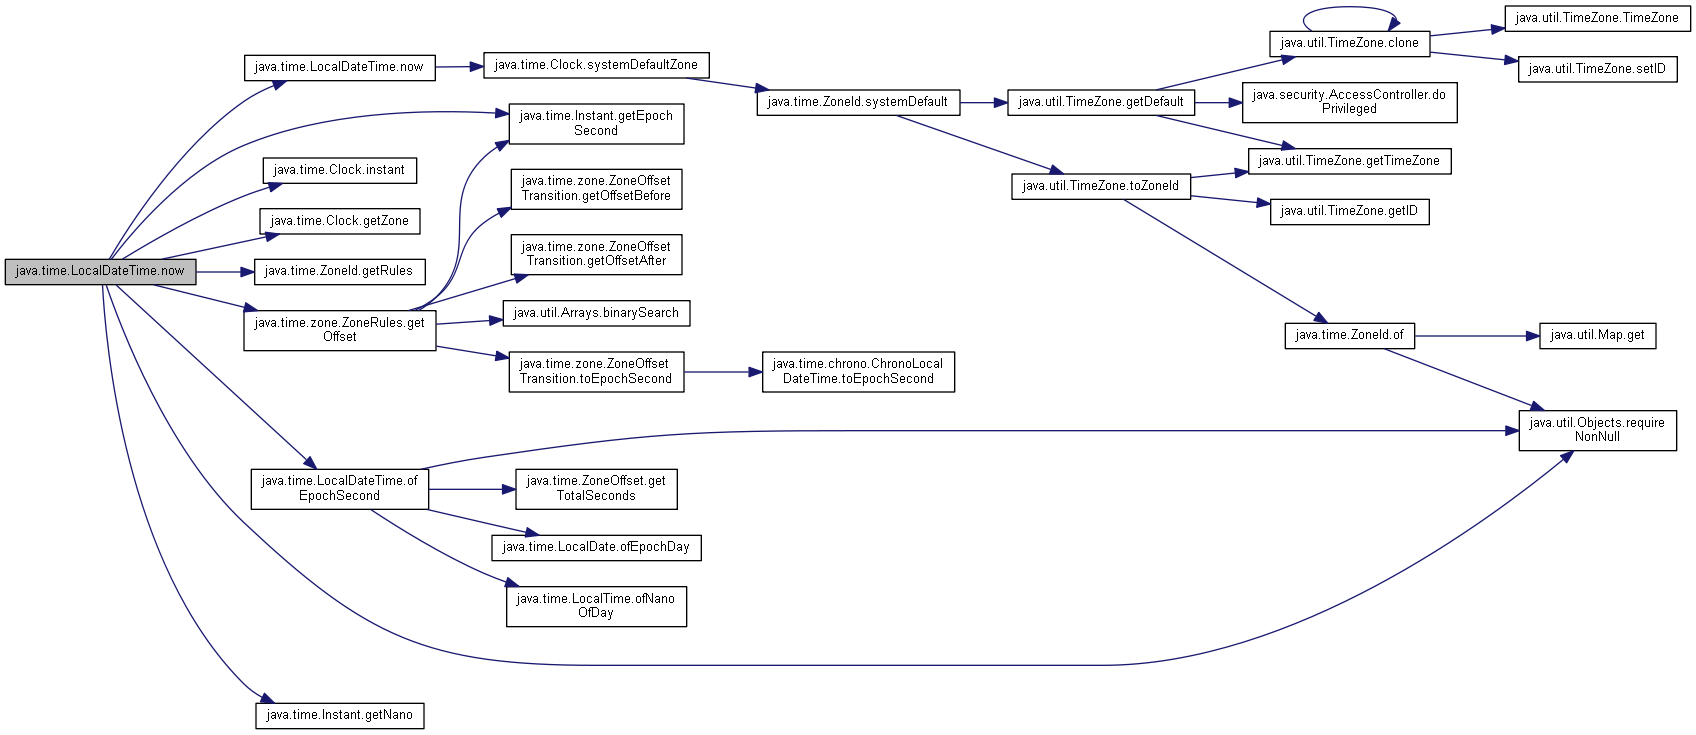 java.time.LocalDateTime.now
java.time.LocalDateTime.now
java.time.Clock.systemDefaultZone
java.time.ZoneId.systemDefault
java.util.TimeZone.getDefault
java.util.TimeZone.clone
java.util.TimeZone.TimeZone
java.util.TimeZone.setID
java.security.AccessController.do
Privileged
java.util.TimeZone.getTimeZone
java.util.TimeZone.toZoneId
java.util.TimeZone.getID
java.time.ZoneId.of
java.util.Map.get
java.util.Objects.require
NonNull
java.time.Instant.getEpoch
Second
java.time.Clock.instant
java.time.Clock.getZone
java.time.ZoneId.getRules
java.time.zone.ZoneRules.get
Offset
java.time.zone.ZoneOffset
Transition.getOffsetBefore
java.time.zone.ZoneOffset
Transition.getOffsetAfter
java.util.Arrays.binarySearch
java.time.zone.ZoneOffset
Transition.toEpochSecond
java.time.chrono.ChronoLocal
DateTime.toEpochSecond
java.time.LocalDateTime.of
EpochSecond
java.time.ZoneOffset.get
TotalSeconds
java.time.LocalDate.ofEpochDay
java.time.LocalTime.ofNano
OfDay
java.time.Instant.getNano